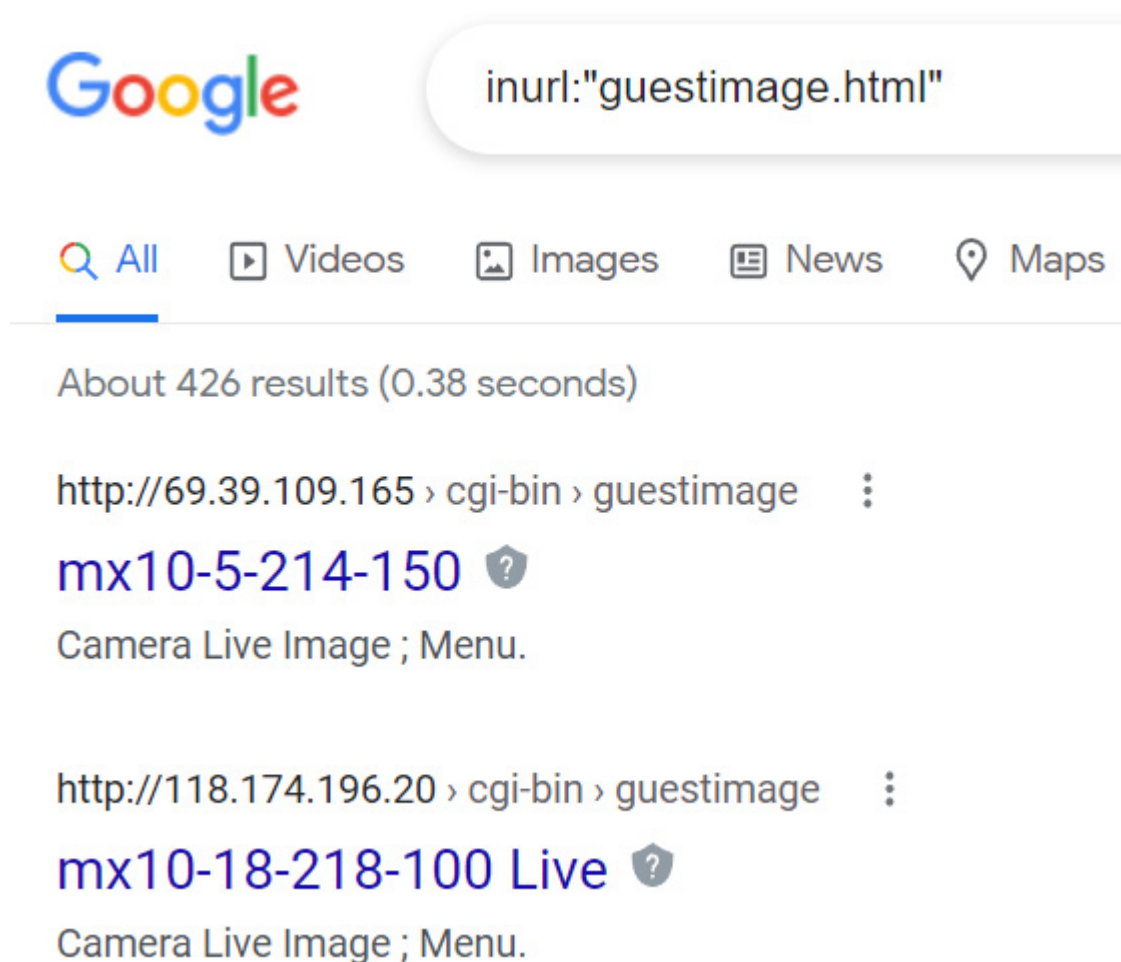 Google
inurl:"guestimage.html"
All Videos Images News Maps
About 426 results (0.38 seconds)
http://69.39.109.165 › cgi-bin › guestimage
mx10-5-214-150
Camera Live Image ; Menu.
http://118.174.196.20 › cgi-bin › guestimage
mx10-18-218-100 Live
Camera Live Image ; Menu.